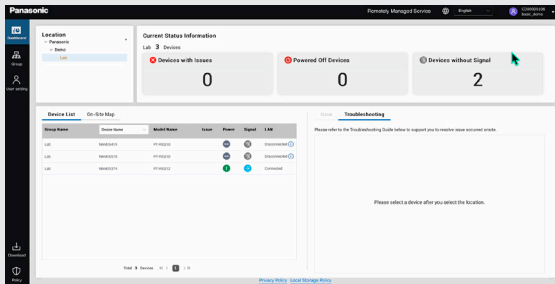 Panasonic
Remotely Managed Service
English
basic_demo
Dashboard
Group
User setting
Download
Policy
Location
Panasonic
Demo
Lab
Current Status Information
Lab 3 Devices
Devices with Issues
0
Powered Off Devices
0
Devices without Signal
2
Device List
On-Site Map
Group Name
Device Name
Model Name
Issue
Power
Signal
LAN
Lab
Disconnected
Lab
Disconnected
Lab
Connected
Total 3 Devices
1
Issue
Troubleshooting
Please refer to the Troubleshooting Guide below to support you to resolve issue occurred onsite.
Please select a device after you select the location.
Privacy Policy Local Storage Policy